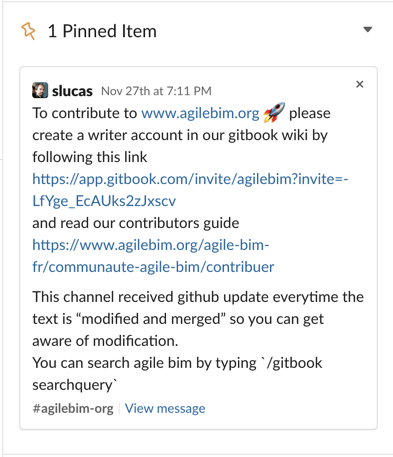 1 Pinned Item
slucas Nov 27th at 7:11 PM
To contribute to www.agilebim.org 🚀 please
create a writer account in our gitbook wiki by
following this link
https://app.gitbook.com/invite/agilebim?invite=-
LfYge_EcAUks2zJxscv
and read our contributors guide
https://www.agilebim.org/agile-bim-
fr/communaute-agile-bim/contribuer
This channel received github update everytime the
text is “modified and merged” so you can get
aware of modification.
You can search agile bim by typing `/gitbook
searchquery`
#agilebim-org View message